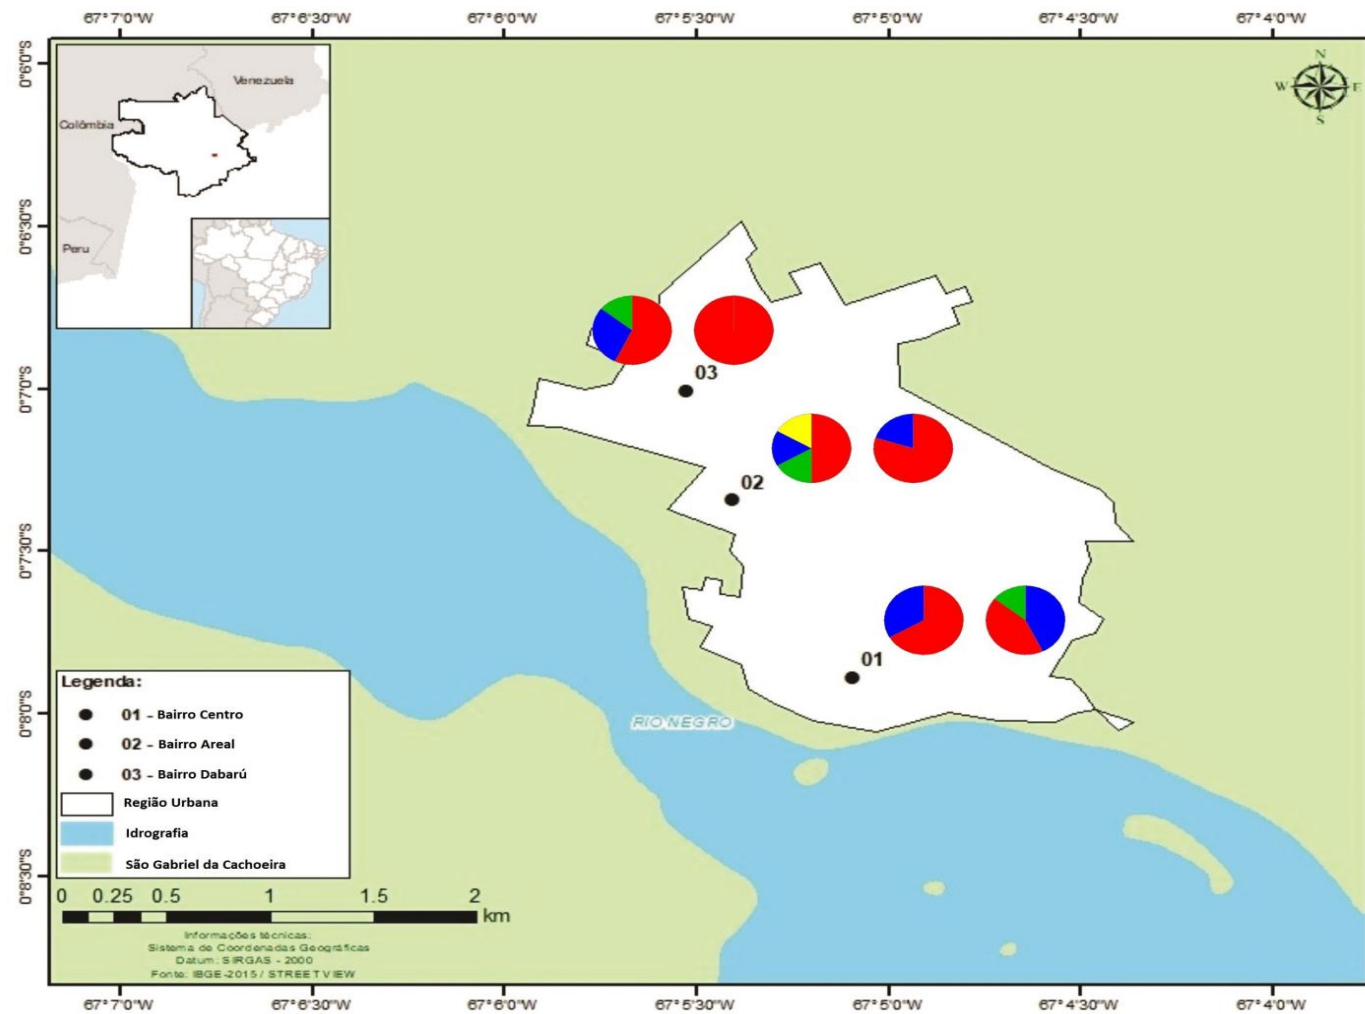 67°7'0"W 67°6'30"W 67°6'0"W 67°5'30"W 67°5'0"W 67°4'30"W 67°4'0"W
0°6'0"S
0°6'30"S
0°7'0"S
0°7'30"S
0°8'0"S
0°8'30"S
Venezuela
Colômbia
Peru
N
W E
S
03
02
01
RIO NEGRO
Legenda:
01 - Bairro Centro
02 - Bairro Areal
03 - Bairro Dabarú
Região Urbana
Idrografia
São Gabriel da Cachoeira
0 0.25 0.5 1 1.5 2
km
Informações técnicas:
Sistema de Coordenadas Geográficas
Datum: SIRGAS - 2000
Fonte: IBGE-2015 / STREETVIEW
67°7'0"W 67°6'30"W 67°6'0"W 67°5'30"W 67°5'0"W 67°4'30"W 67°4'0"W